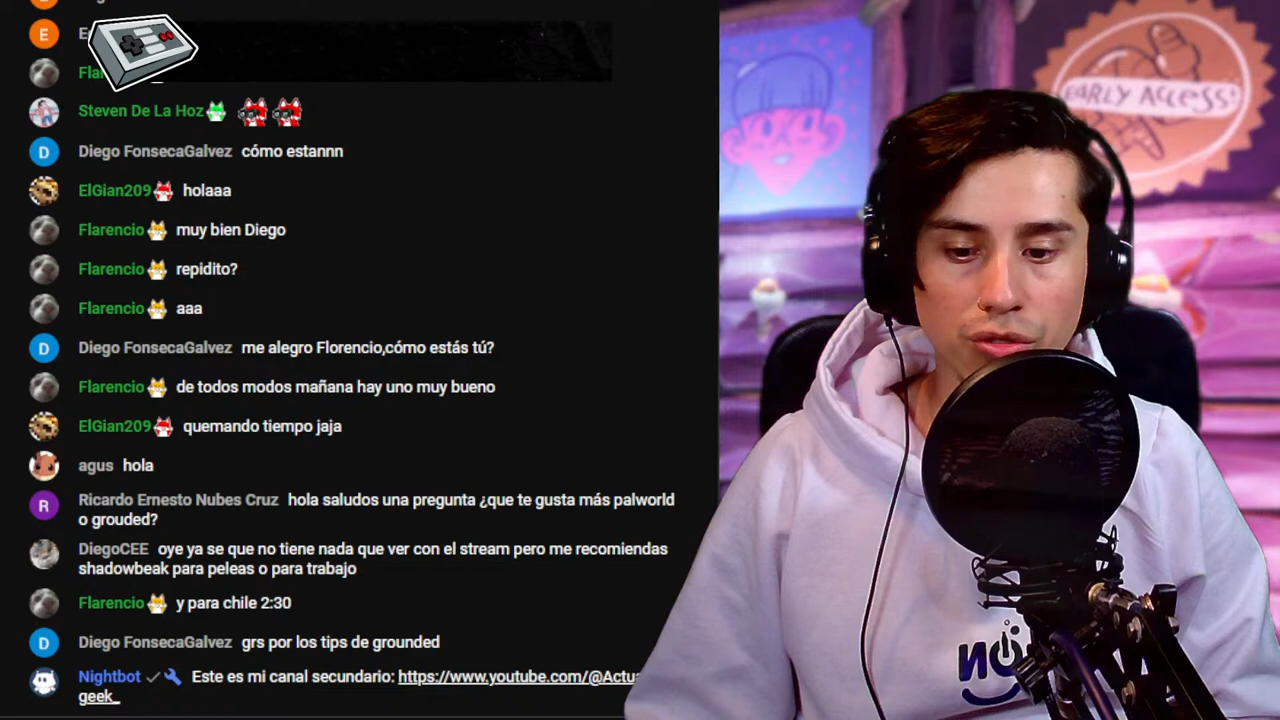 E
E
Fla
EARLY ACCESS!
Steven De La Hoz
D Diego FonsecaGalvez cómo estannn
ElGian209 holaaa
Flarencio muy bien Diego
Flarencio repidito?
Flarencio aaa
D Diego FonsecaGalvez me alegro Florencio,cómo estás tú?
Flarencio de todos modos mañana hay uno muy bueno
ElGian209 quemando tiempo jaja
agus hola
R Ricardo Ernesto Nubes Cruz hola saludos una pregunta ¿que te gusta más palworld
o grouded?
DiegoCEE oye ya se que no tiene nada que ver con el stream pero me recomiendas
shadowbeak para peleas o para trabajo
Flarencio y para chile 2:30
D Diego FonsecaGalvez grs por los tips de grounded
Nightbot Este es mi canal secundario: https://www.youtube.com/@Actu
geek_